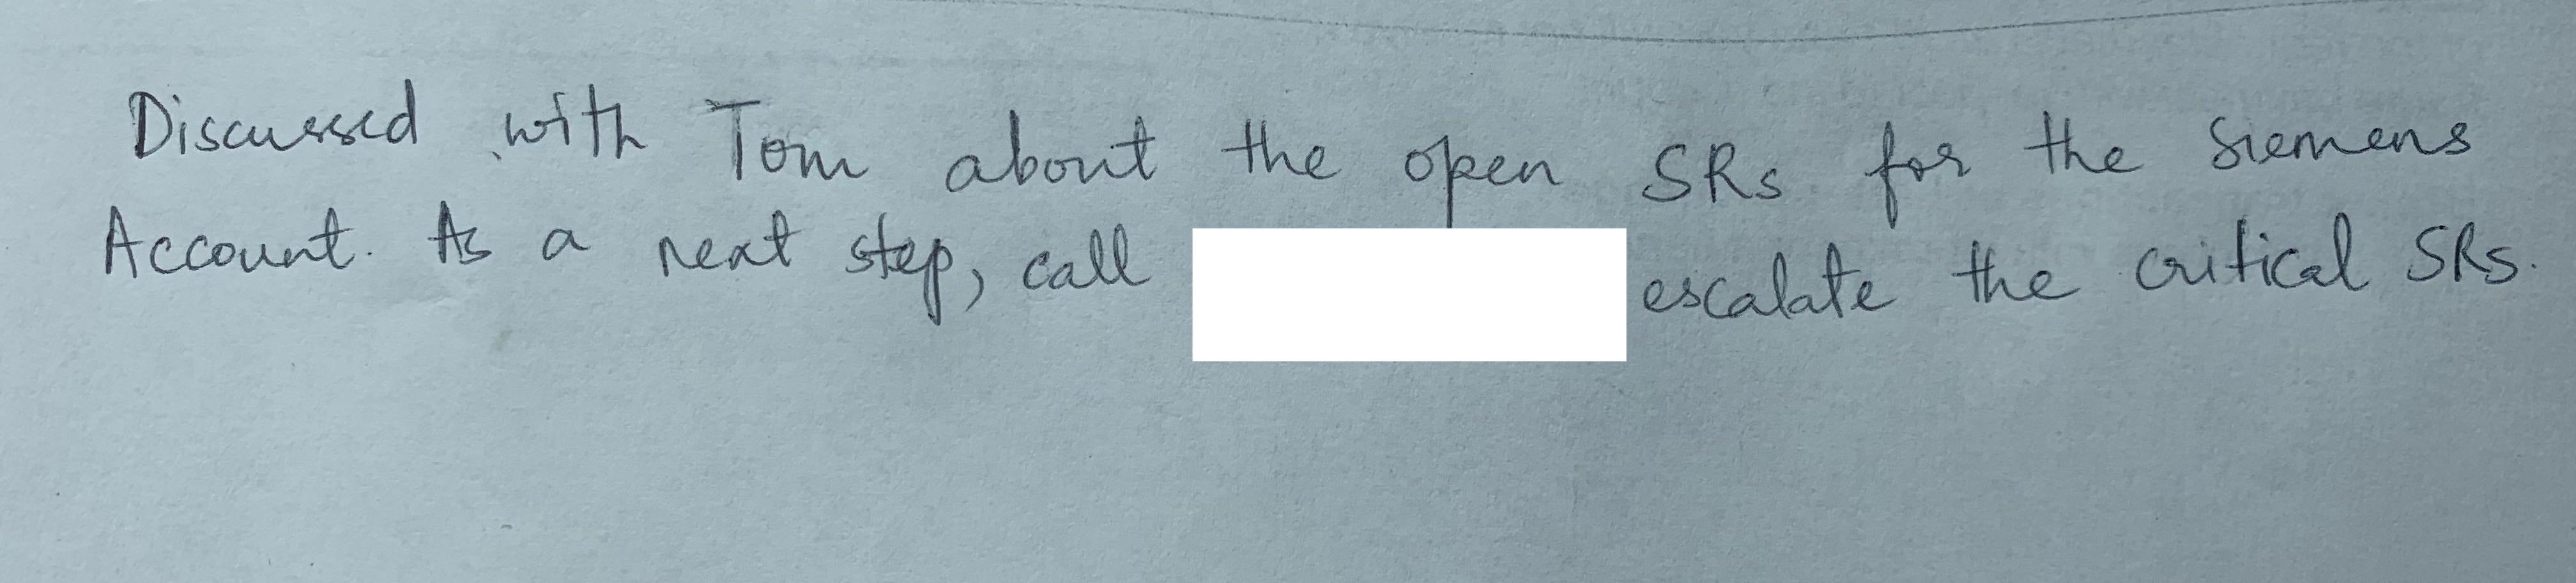 Discussed with Tom about the open SRs for the Siemens
Account. As a next step, call escalate the critical SRs.